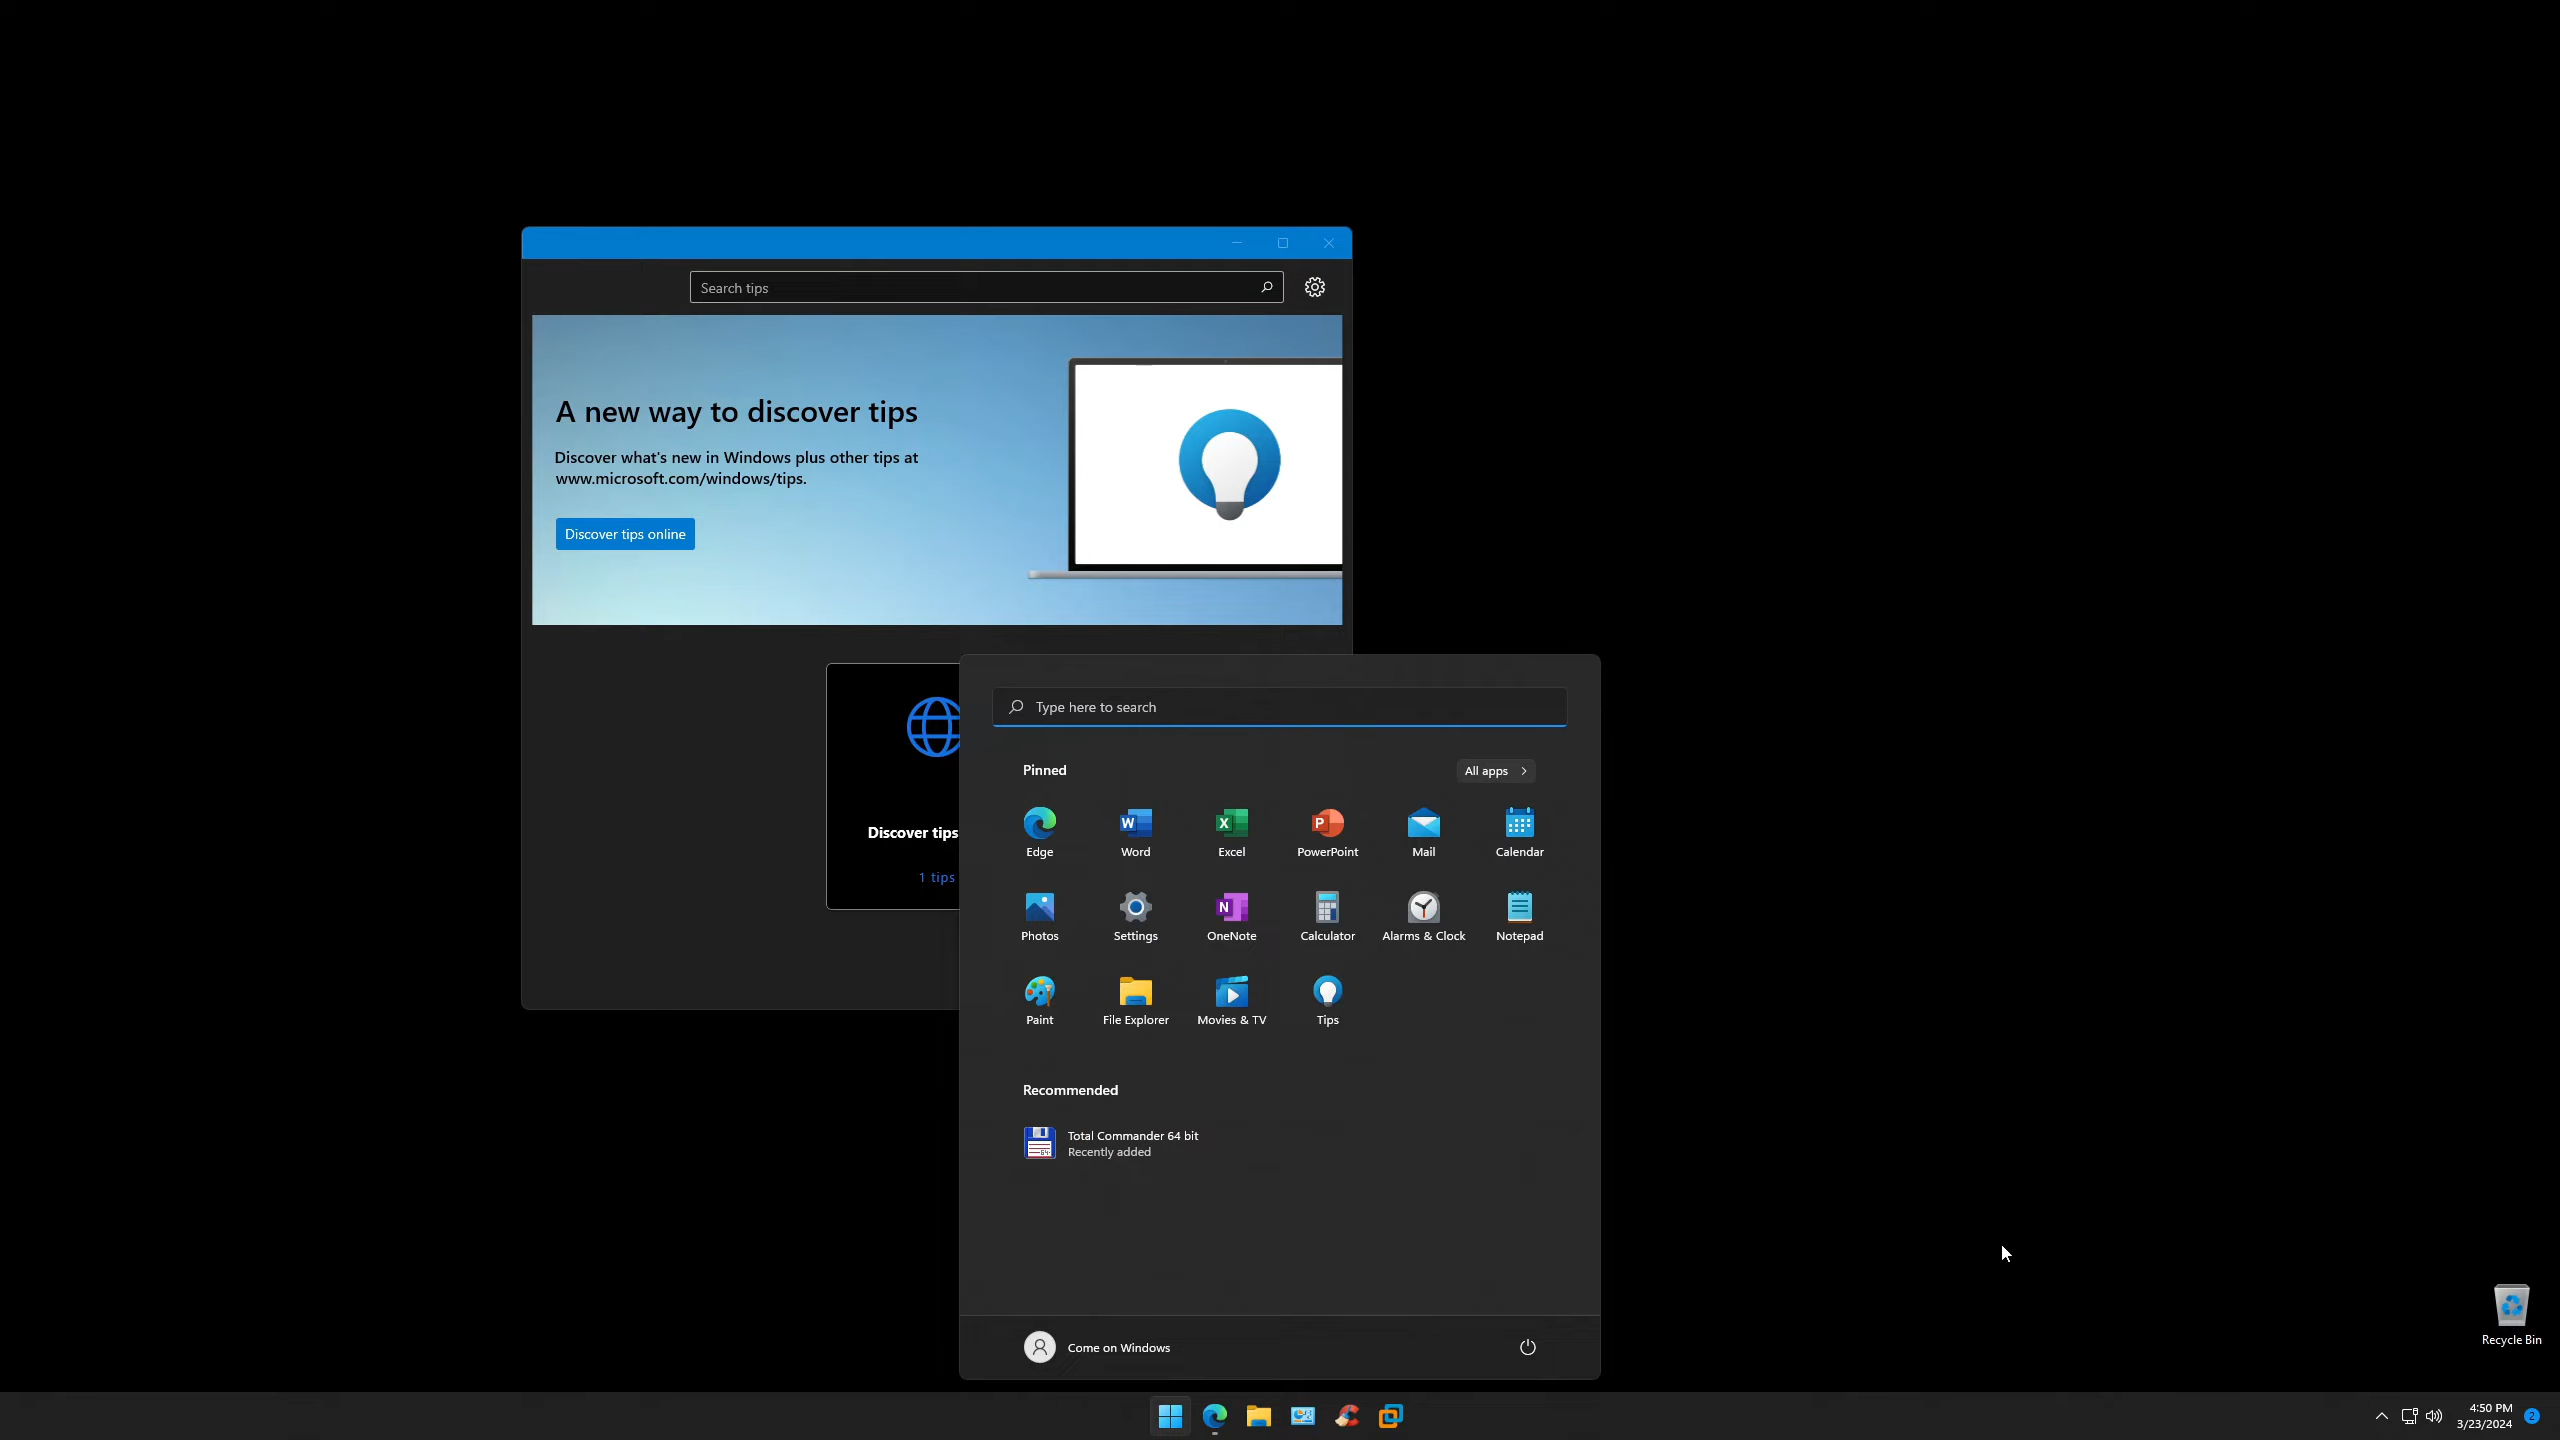 Search tips
A new way to discover tips
Discover what's new in Windows plus other tips at
www.microsoft.com/windows/tips.
Discover tips online
Discover tips
1 tips
Type here to search
Pinned
All apps
Edge
Word
Excel
PowerPoint
Mail
Calendar
Photos
Settings
OneNote
Calculator
Alarms & Clock
Notepad
Paint
File Explorer
Movies & TV
Tips
Recommended
Total Commander 64 bit
Recently added
Come on Windows
Recycle Bin
4:50 PM
3/23/2024
2